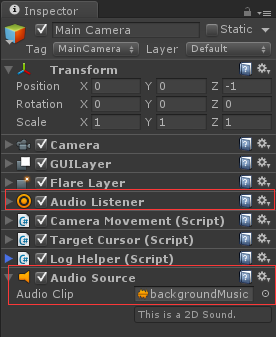 Inspector
Main Camera Static
Tag MainCamera Layer Default
Transform
Position X 0 Y 0 Z -1
Rotation X 0 Y 0 Z 0
Scale X 1 Y 1 Z 1
Camera
GUILayer
Flare Layer
Audio Listener
Camera Movement (Script)
Target Cursor (Script)
Log Helper (Script)
Audio Source
Audio Clip backgroundMusic
This is a 2D Sound.